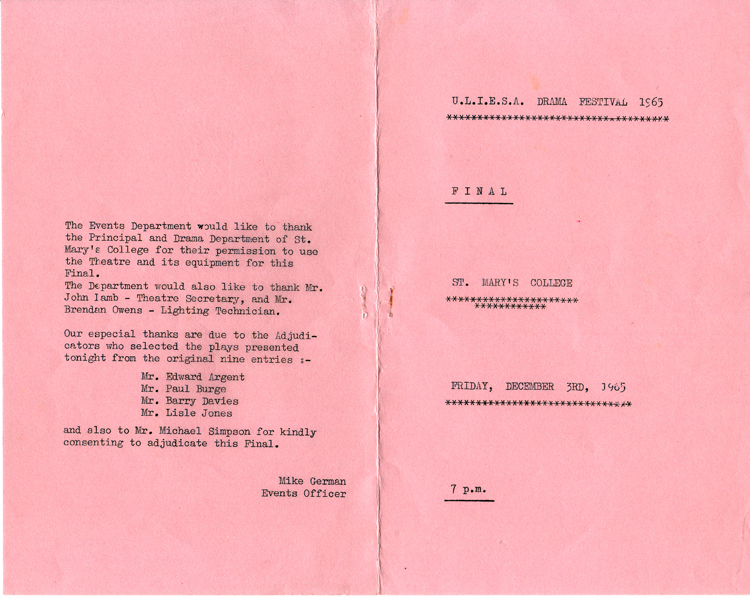 The Events Department would like to thank
the Principal and Drama Department of St.
Mary's College for their permission to use
the Theatre and its equipment for this
Final.
The Department would also like to thank Mr.
John Lamb - Theatre Secretary, and Mr.
Brendan Owens - Lighting Technician.
Our especial thanks are due to the Adjudi-
cators who selected the plays presented
tonight from the original nine entries :-
Mr. Edward Argent
Mr. Paul Burge
Mr. Barry Davies
Mr. Lisle Jones
and also to Mr. Michael Simpson for kindly
consenting to adjudicate this Final.
Mike German
Events Officer
U.L.I.E.S.A. DRAMA FESTIVAL 1965
*************************************
F I N A L
ST. MARY'S COLLEGE
**********************
************
FRIDAY, DECEMBER 3RD, 1965
*******************************
7 p.m.